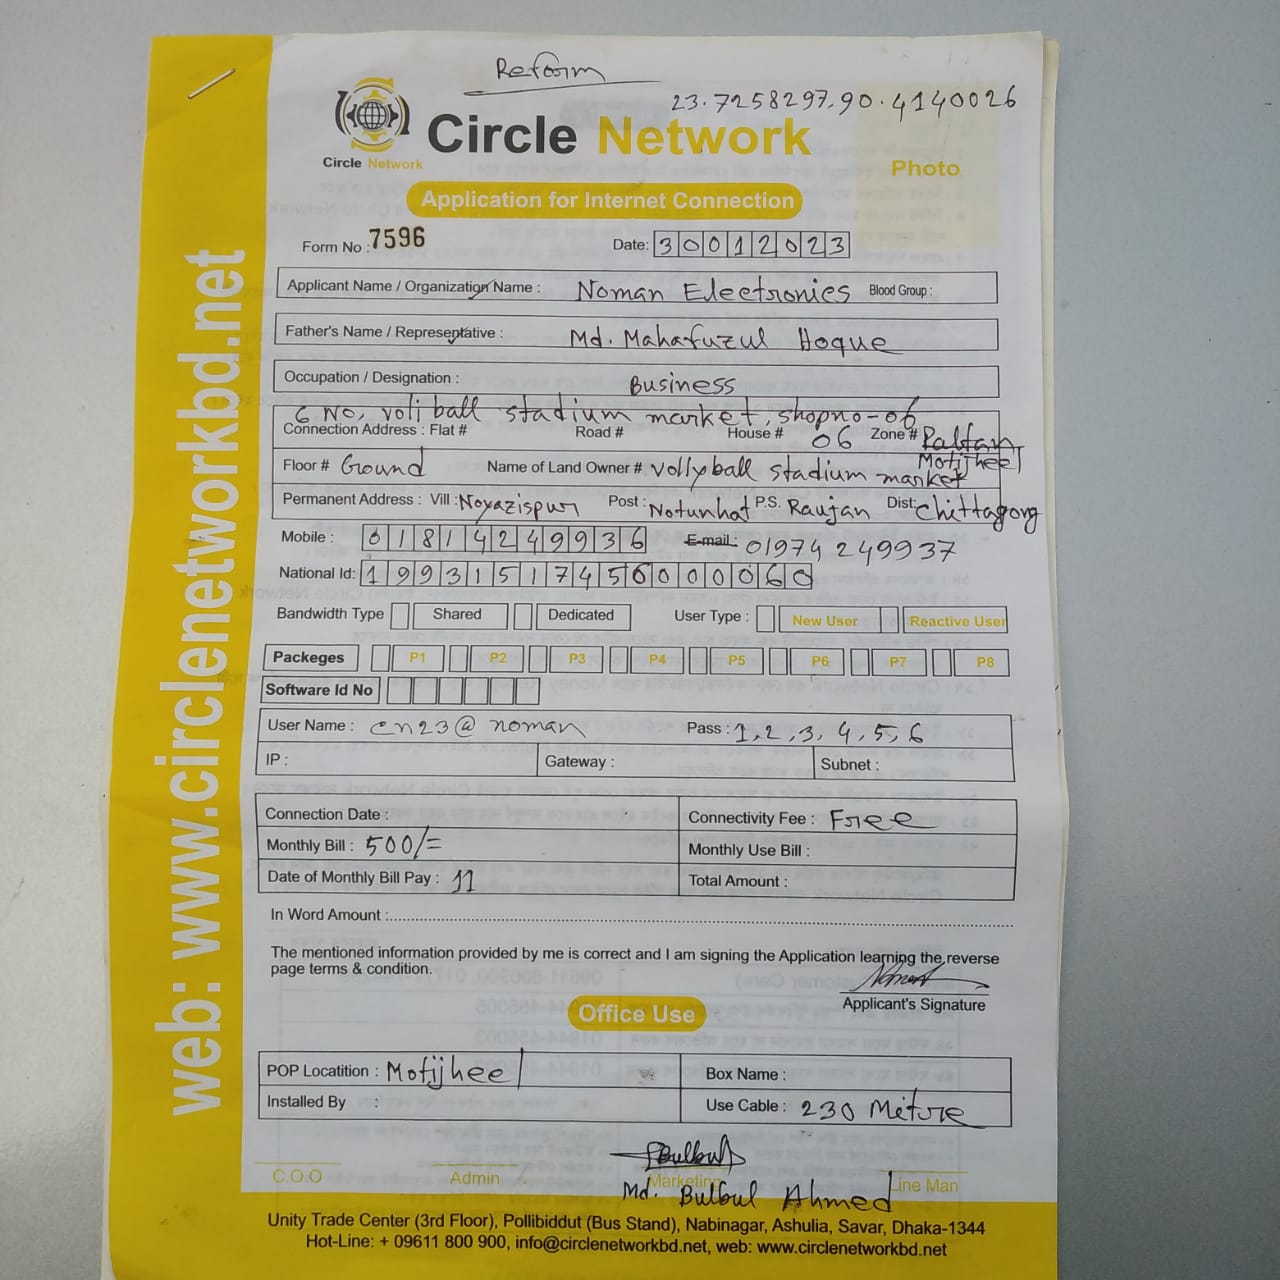 Reform
23.7258297, 90.4140026
Circle Network
Circle Network
Photo
Application for Internet Connection
Form No : 7596 Date: 30012023
Applicant Name / Organization Name : Noman Electronics Blood Group :
Father's Name / Representative : Md. Mahafuzul Hoque
Occupation / Designation : Business
6 No, voliball stadium market, shop no-06
Connection Address : Flat # Road # House # 06 Zone # Paltan
Motijheel
Floor # Ground Name of Land Owner # vollyball stadium market
Permanent Address : Vill : Noyazispur Post : Notunhat P.S. Raujan Dist: Chittagong
Mobile : 01814249936 E-mail: 01974249937
National Id: 19931517456000060
Bandwidth Type Shared Dedicated User Type : New User Reactive User
Packeges P1 P2 P3 P4 P5 P6 P7 P8
Software Id No
User Name : cn23@noman Pass : 1,2,3,4,5,6
IP : Gateway : Subnet :
Connection Date : Connectivity Fee : Free
Monthly Bill : 500/= Monthly Use Bill :
Date of Monthly Bill Pay : 11 Total Amount :
In Word Amount :
The mentioned information provided by me is correct and I am signing the Application learning the reverse
page terms & condition.
Noman
Applicant's Signature
Office Use
POP Locatition : Motijheel Box Name :
Installed By : Use Cable : 230 Miture
Bulbul
C.O.O Admin Marketing Line Man
Md. Bulbul Ahmed
Unity Trade Center (3rd Floor), Pollibiddut (Bus Stand), Nabinagar, Ashulia, Savar, Dhaka-1344
Hot-Line: + 09611 800 900, info@circlenetworkbd.net, web: www.circlenetworkbd.net
web: www.circlenetworkbd.net